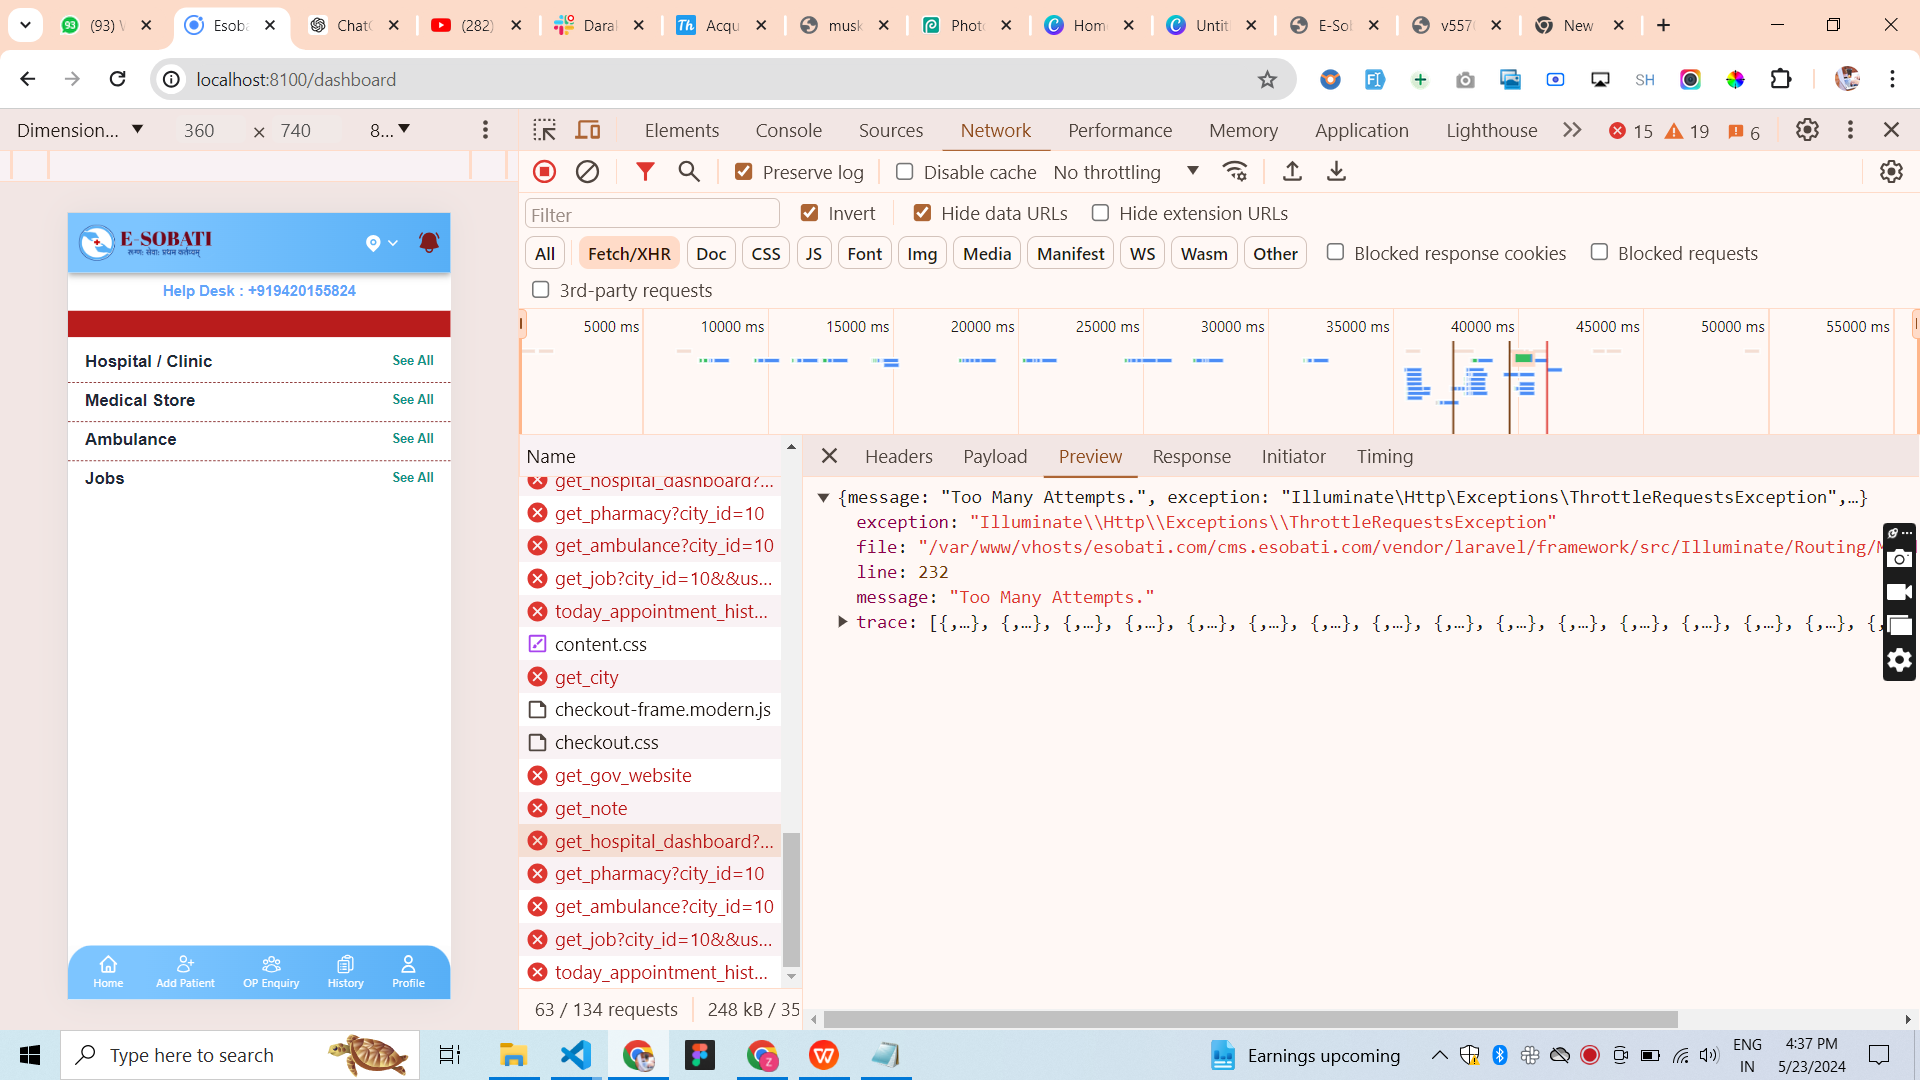 (93) W
Esoba
ChatG
(282)
Daral
Acqu
musk
Photo
Home
Untit
E-Sol
v5570
New
localhost:8100/dashboard
Dimension...
360
×
740
8...
Elements
Console
Sources
Network
Performance
Memory
Application
Lighthouse
15
19
6
Preserve log
Disable cache
No throttling
Filter
Invert
Hide data URLs
Hide extension URLs
All
Fetch/XHR
Doc
CSS
JS
Font
Img
Media
Manifest
WS
Wasm
Other
Blocked response cookies
Blocked requests
3rd-party requests
5000 ms
10000 ms
15000 ms
20000 ms
25000 ms
30000 ms
35000 ms
40000 ms
45000 ms
50000 ms
55000 ms
E-SOBATI
Help Desk : +919420155824
Hospital / Clinic
See All
Medical Store
See All
Ambulance
See All
Jobs
See All
Home
Add Patient
OP Enquiry
History
Profile
Name
get_hospital_dashboard?...
get_pharmacy?city_id=10
get_ambulance?city_id=10
get_job?city_id=10&&us...
today_appointment_hist...
content.css
get_city
checkout-frame.modern.js
checkout.css
get_gov_website
get_note
get_hospital_dashboard?...
get_pharmacy?city_id=10
get_ambulance?city_id=10
get_job?city_id=10&&us...
today_appointment_hist...
63 / 134 requests
248 kB / 35
Headers
Payload
Preview
Response
Initiator
Timing
{message: "Too Many Attempts.", exception: "Illuminate\Http\Exceptions\ThrottleRequestsException",…}
exception: "Illuminate\\Http\\Exceptions\\ThrottleRequestsException"
file: "/var/www/vhosts/esobati.com/cms.esobati.com/vendor/laravel/framework/src/Illuminate/Routing/M
line: 232
message: "Too Many Attempts."
trace: [{,…}, {,…}, {,…}, {,…}, {,…}, {,…}, {,…}, {,…}, {,…}, {,…}, {,…}, {,…}, {,…}, {,…}, {,…}, {,
Type here to search
Earnings upcoming
ENG
IN
4:37 PM
5/23/2024